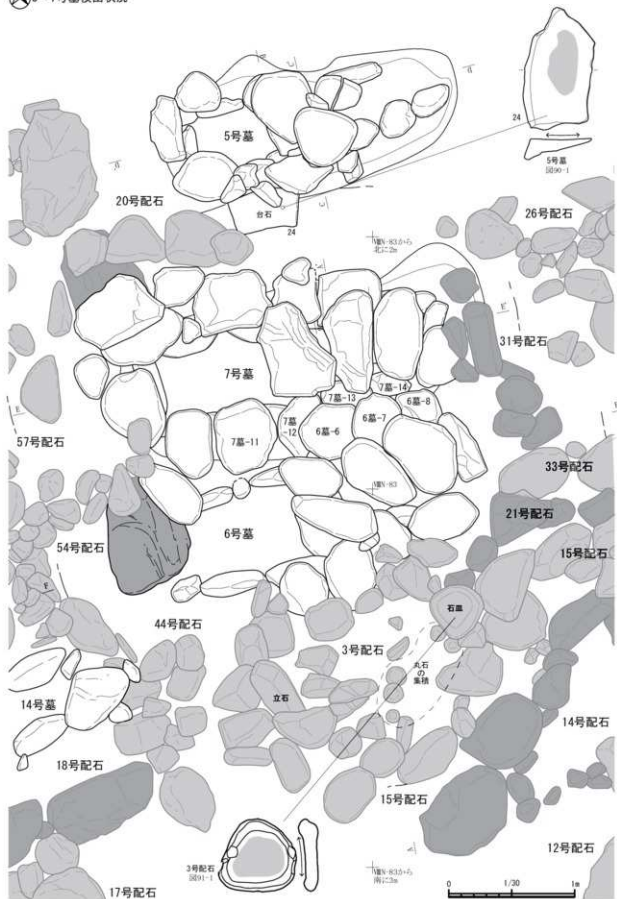 5号墓
24
5号墓
図90-1
20号配石
台石
24
26号配石
ⅧN-83から
北に2m
31号配石
7号墓
7墓-13
7墓-14
57号配石
7墓-11
7墓
-12
6墓-6
6墓-7
6墓-8
33号配石
ⅧN-83
21号配石
6号墓
15号配石
54号配石
44号配石
石皿
3号配石
丸石
の
集積
立石
14号墓
14号配石
18号配石
15号配石
12号配石
3号配石
図91-1
ⅧN-83から
南に3m
17号配石
0 1/30 1m